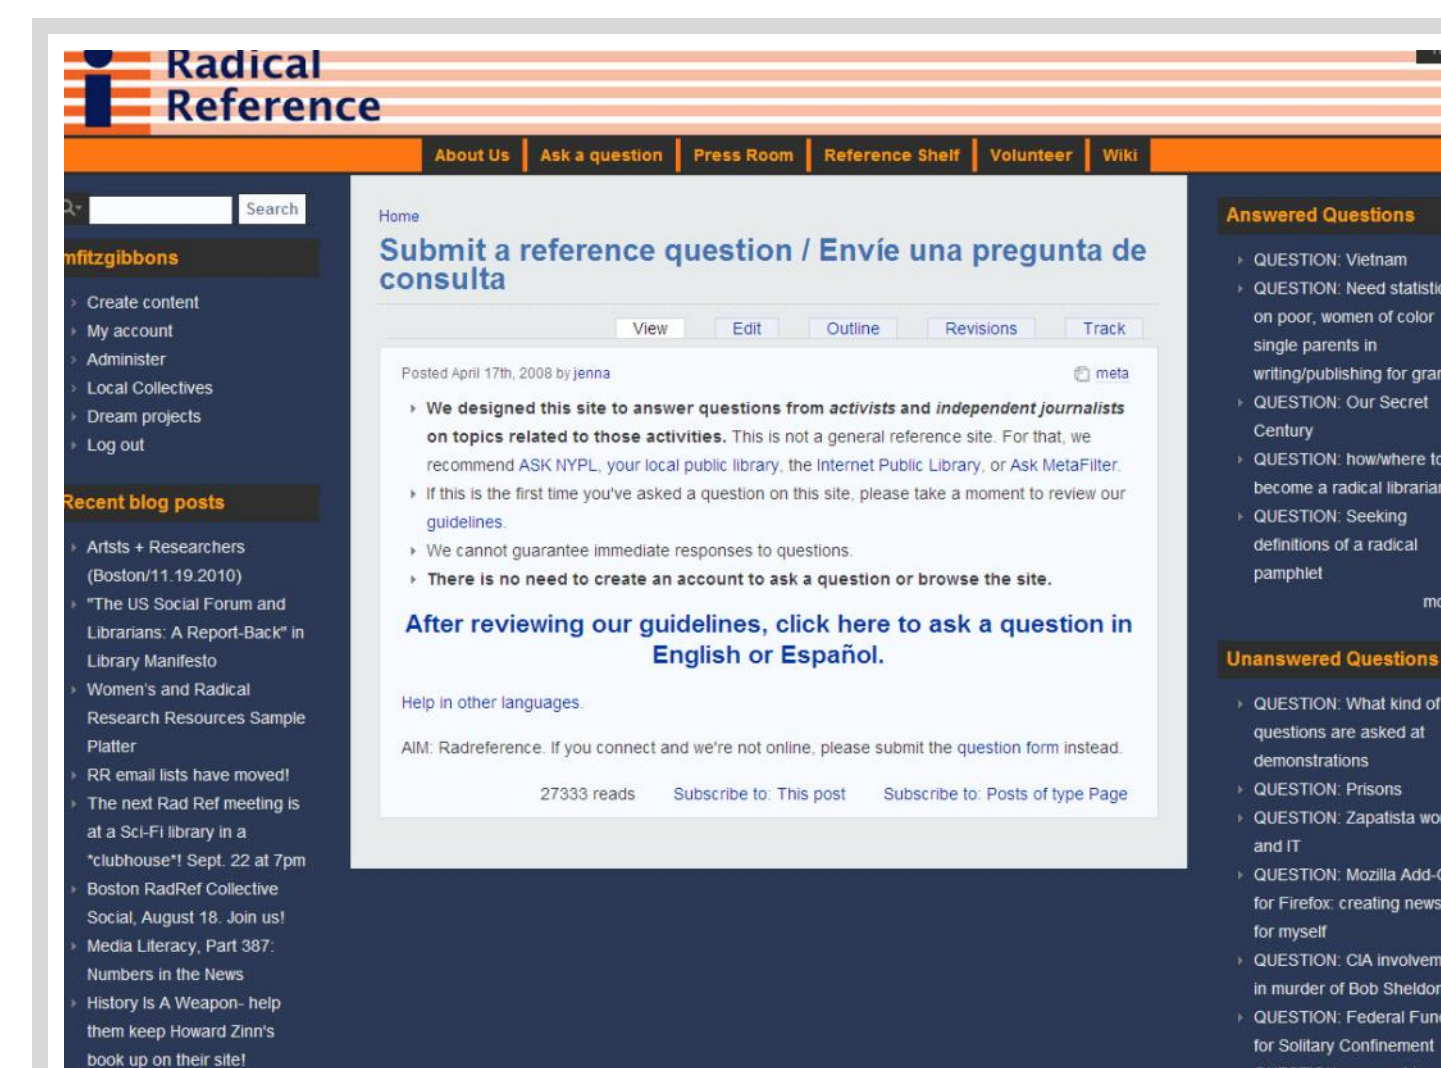 Radical
Reference
About Us Ask a question Press Room Reference Shelf Volunteer Wiki
Search
mfitzgibbons
Create content
My account
Administer
Local Collectives
Dream projects
Log out
Recent blog posts
Artsts + Researchers
(Boston/11.19.2010)
"The US Social Forum and
Librarians: A Report-Back" in
Library Manifesto
Women's and Radical
Research Resources Sample
Platter
RR email lists have moved!
The next Rad Ref meeting is
at a Sci-Fi library in a
*clubhouse*! Sept. 22 at 7pm
Boston RadRef Collective
Social, August 18. Join us!
Media Literacy, Part 387:
Numbers in the News
History Is A Weapon- help
them keep Howard Zinn's
book up on their site!
Home
Submit a reference question / Envíe una pregunta de
consulta
View Edit Outline Revisions Track
Posted April 17th, 2008 by jenna meta
We designed this site to answer questions from activists and independent journalists
on topics related to those activities. This is not a general reference site. For that, we
recommend ASK NYPL, your local public library, the Internet Public Library, or Ask MetaFilter.
If this is the first time you've asked a question on this site, please take a moment to review our
guidelines.
We cannot guarantee immediate responses to questions.
There is no need to create an account to ask a question or browse the site.
After reviewing our guidelines, click here to ask a question in
English or Español.
Help in other languages.
AIM: Radreference. If you connect and we're not online, please submit the question form instead.
27333 reads Subscribe to: This post Subscribe to: Posts of type Page
Answered Questions
QUESTION: Vietnam
QUESTION: Need
on poor, women of color
single parents in
writing/publishing for
QUESTION: Our Secret
Century
QUESTION: how/where to
become a radical
QUESTION: Seeking
definitions of a radical
pamphlet
Unanswered Questions
QUESTION: What kind of
questions are asked at
demonstrations
QUESTION: Prisons
QUESTION: Zapatista
and IT
QUESTION: Mozilla
for Firefox: creating
for myself
QUESTION: CIA
in murder of Bob
QUESTION: Federal
for Solitary Confinement